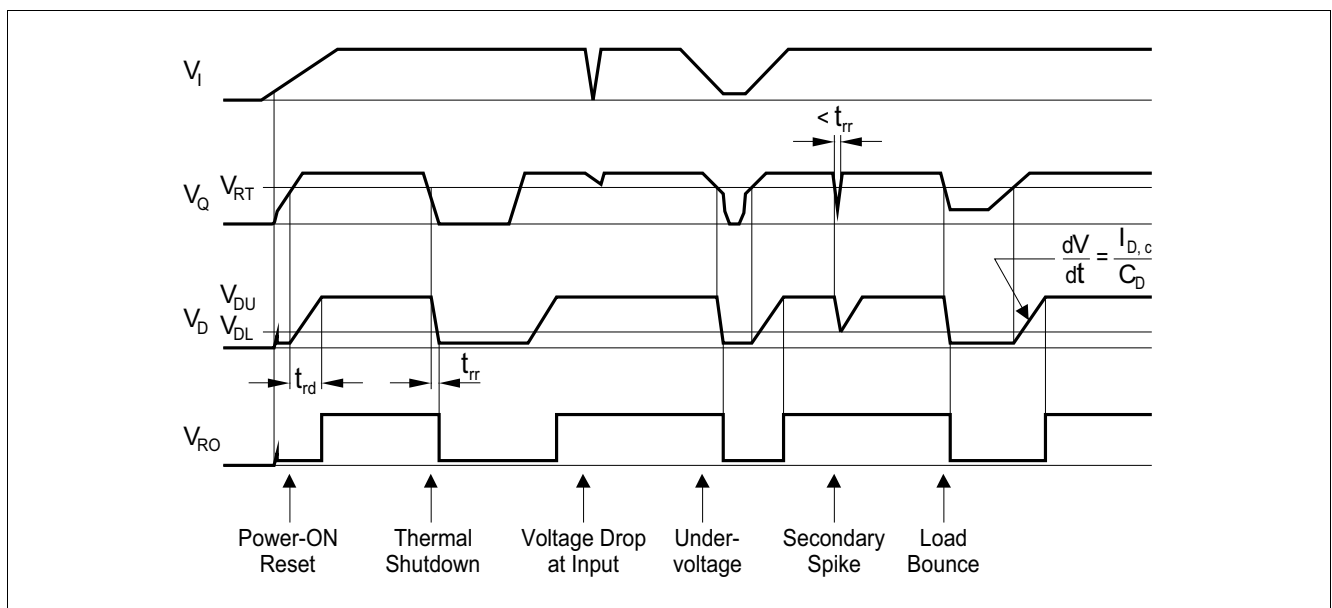 V_I
< t_rr
V_Q
V_RT
dV/dt = I_D, c/C_D
V_DU
V_D
V_DL
t_rd
t_rr
V_RO
Power-ON
Reset
Thermal
Shutdown
Voltage Drop
at Input
Under-
voltage
Secondary
Spike
Load
Bounce